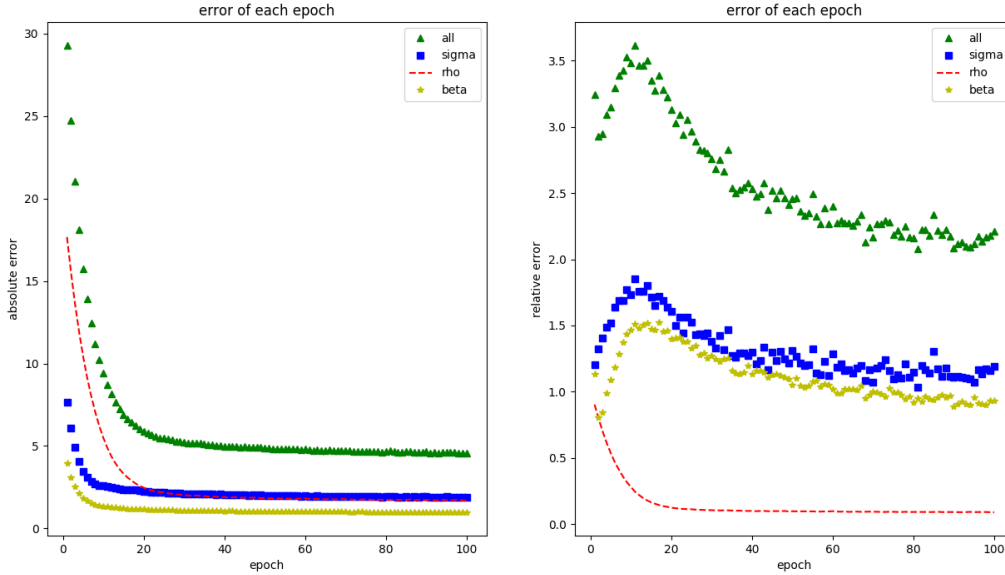 error of each epoch
all
sigma
rho
beta
absolute error
30
25
20
15
10
5
0
0 20 40 60 80 100
epoch
error of each epoch
all
sigma
rho
beta
relative error
3.5
3.0
2.5
2.0
1.5
1.0
0.5
0.0
0 20 40 60 80 100
epoch